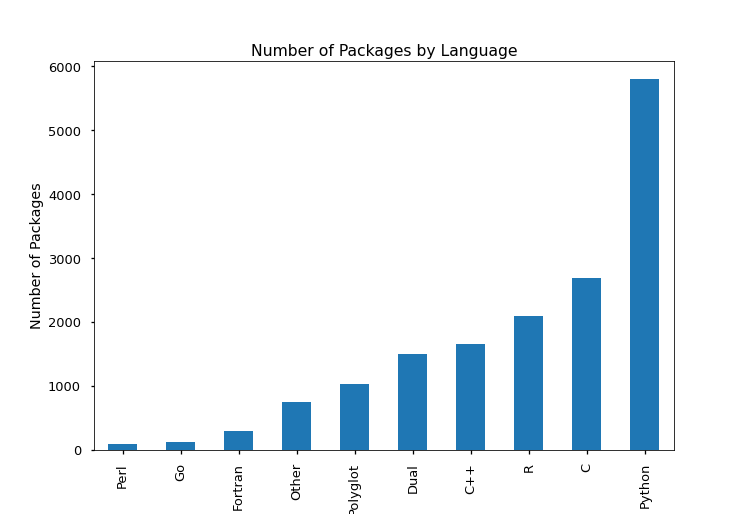 Number of Packages by Language
Number of Packages
6000
5000
4000
3000
2000
1000
0
Perl
Go
Fortran
Other
Polyglot
Dual
C++
R
C
Python